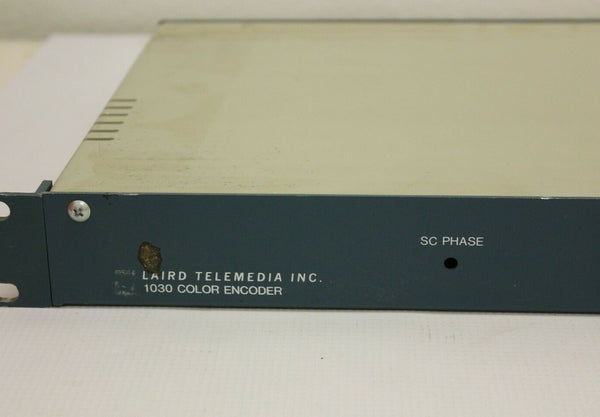 SC PHASE
LAIRD TELEMEDIA INC.
1030 COLOR ENCODER